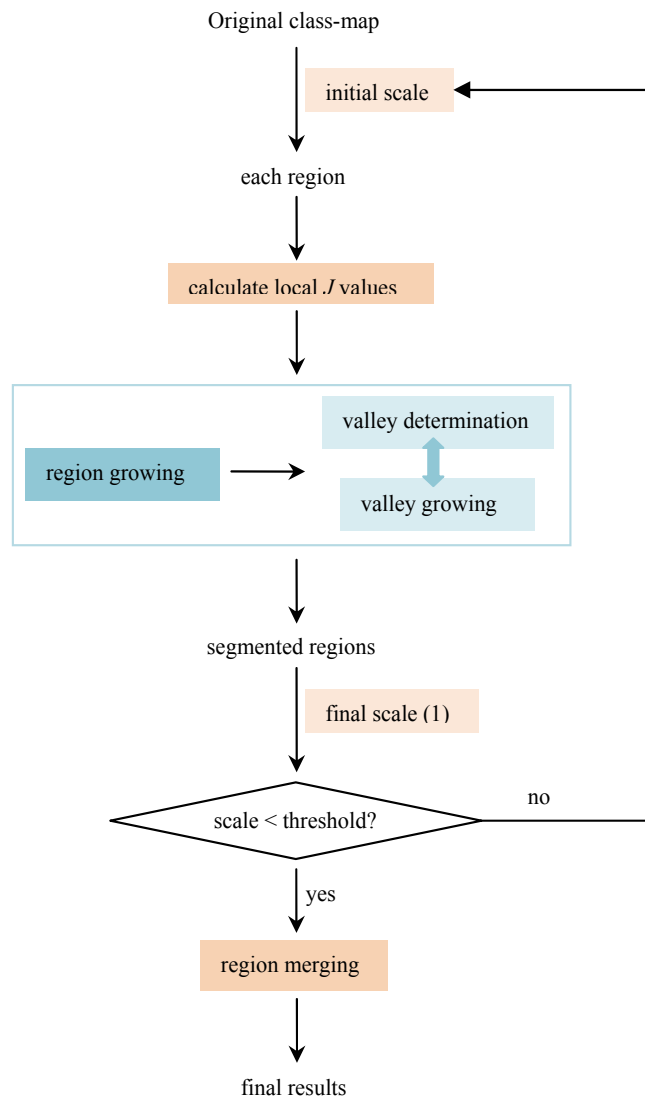 Original class-map
initial scale
each region
calculate local J values
valley determination
region growing
valley growing
segmented regions
final scale (1)
no
scale < threshold?
yes
region merging
final results